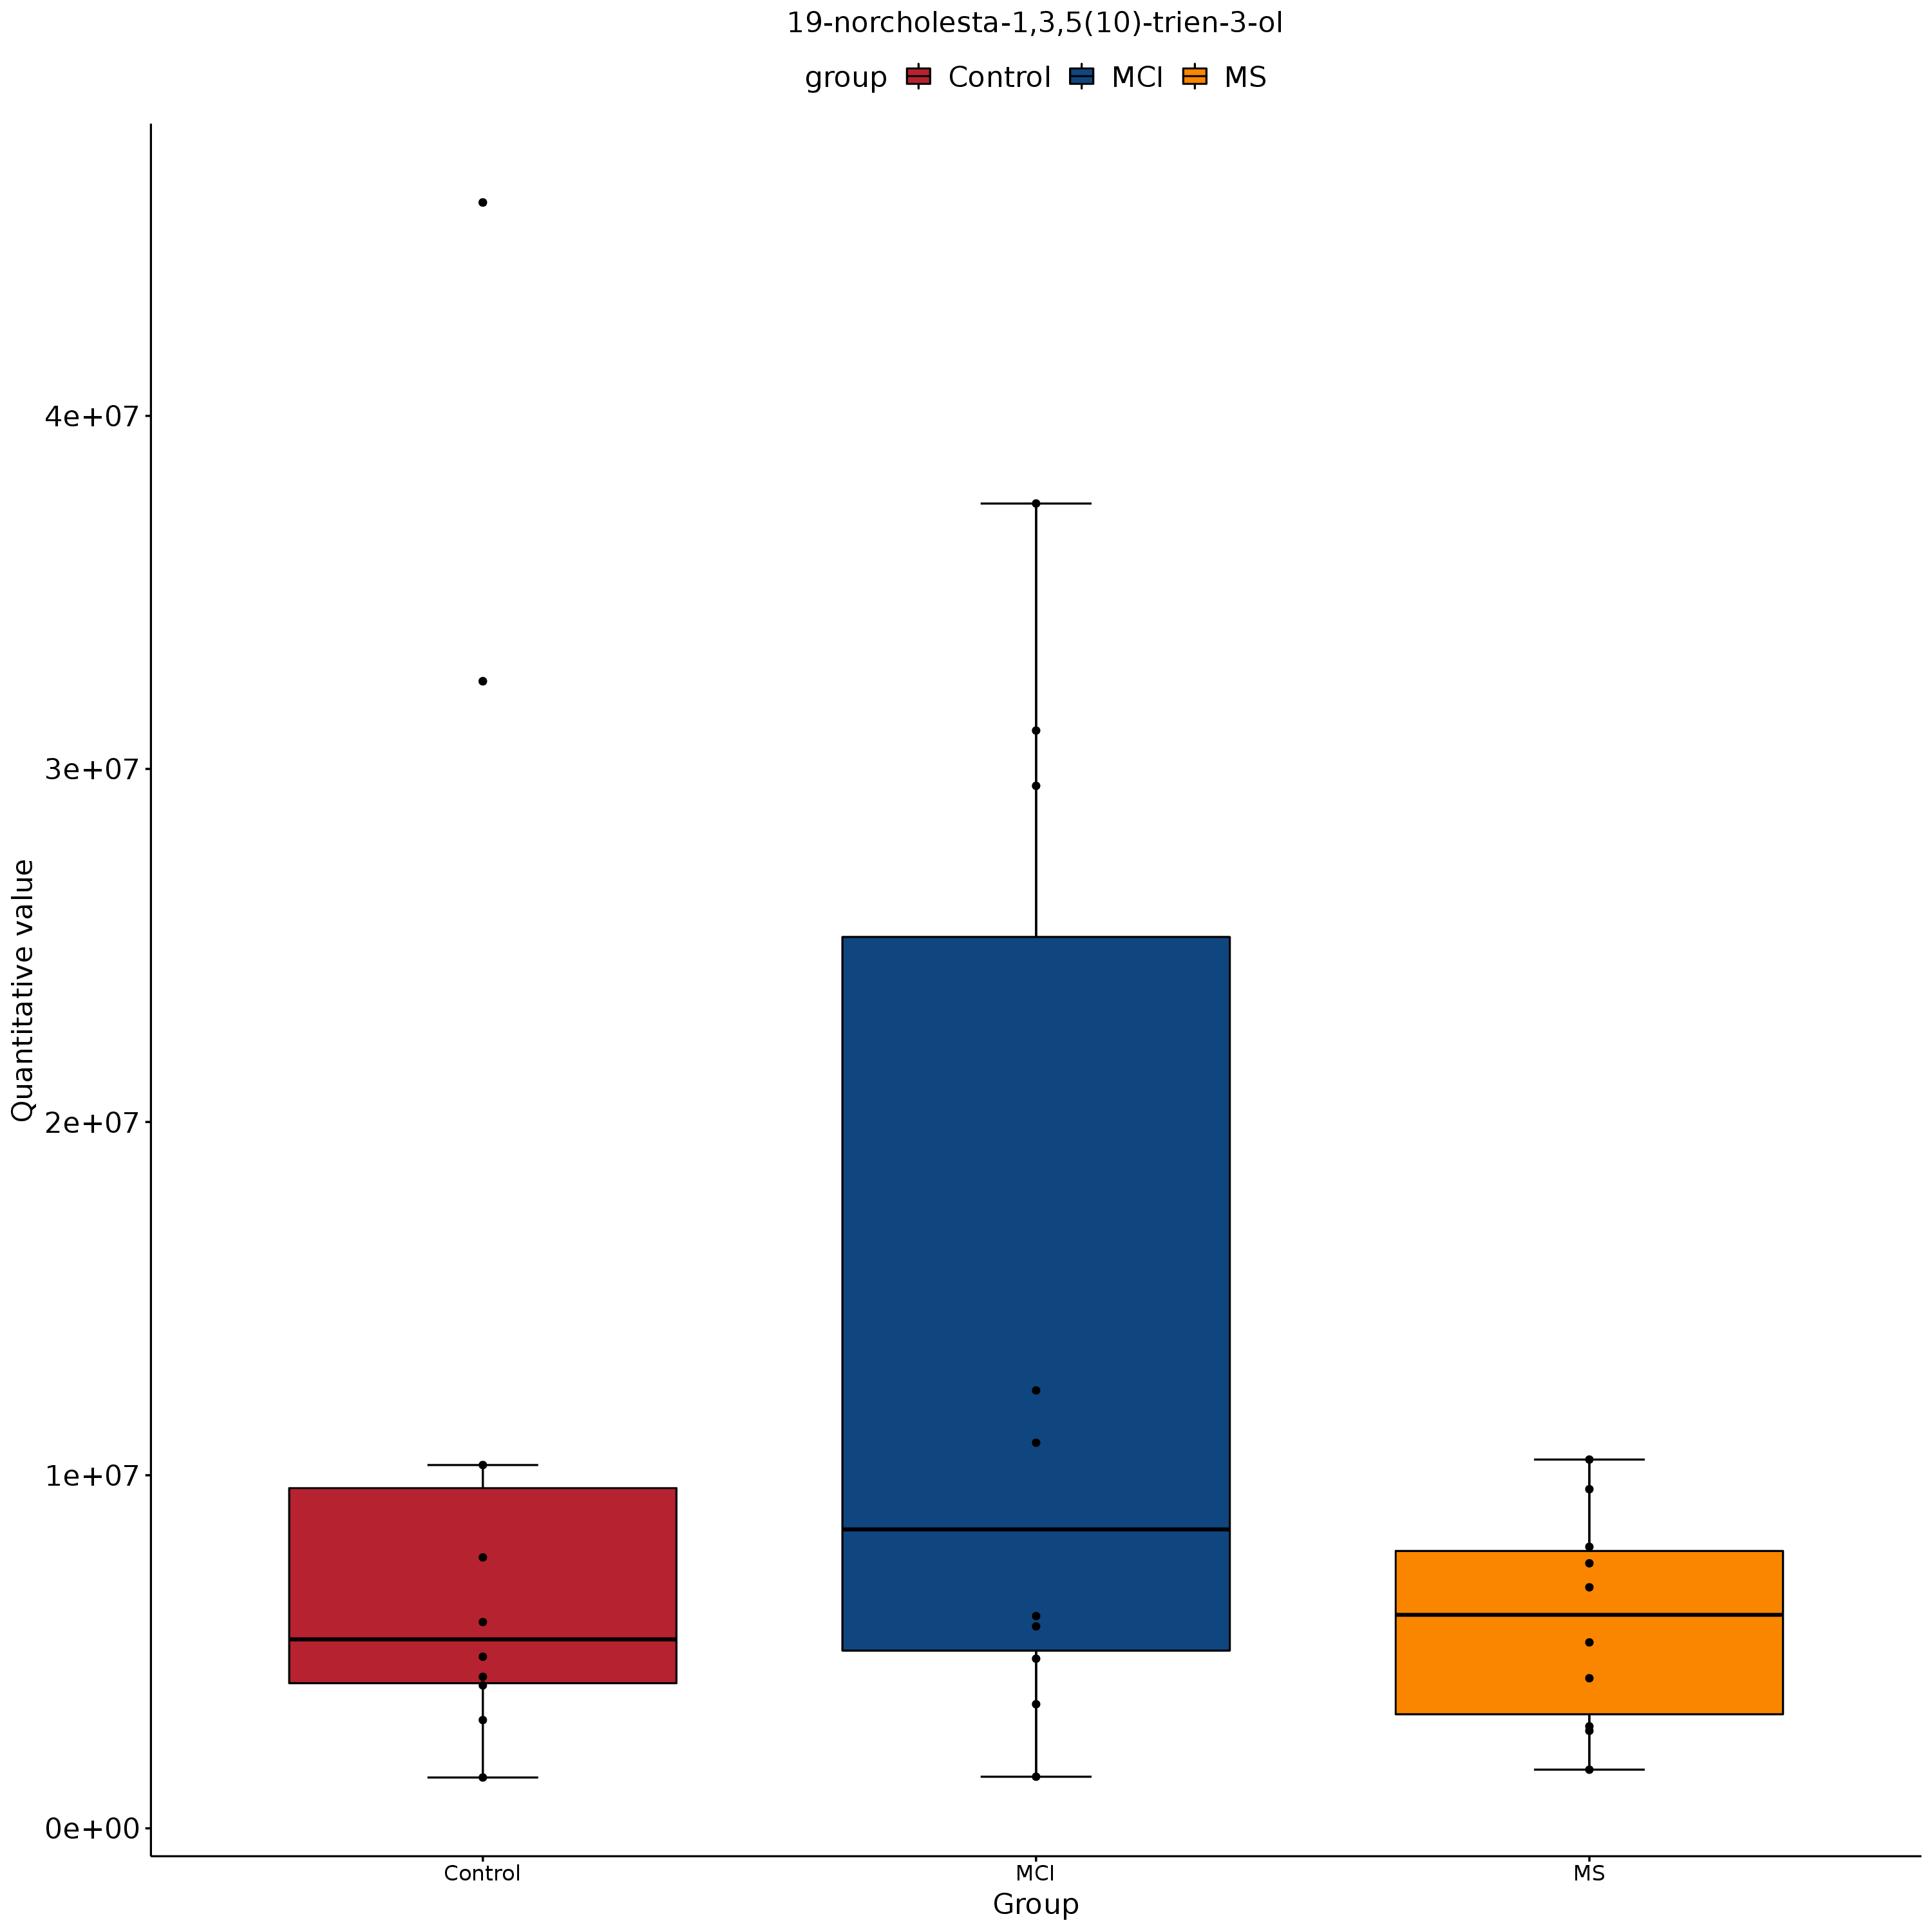 19-norcholesta-1,3,5(10)-trien-3-ol
group Control MCI MS
Quantitative value
4e+07
3e+07
2e+07
1e+07
0e+00
Control MCI MS
Group